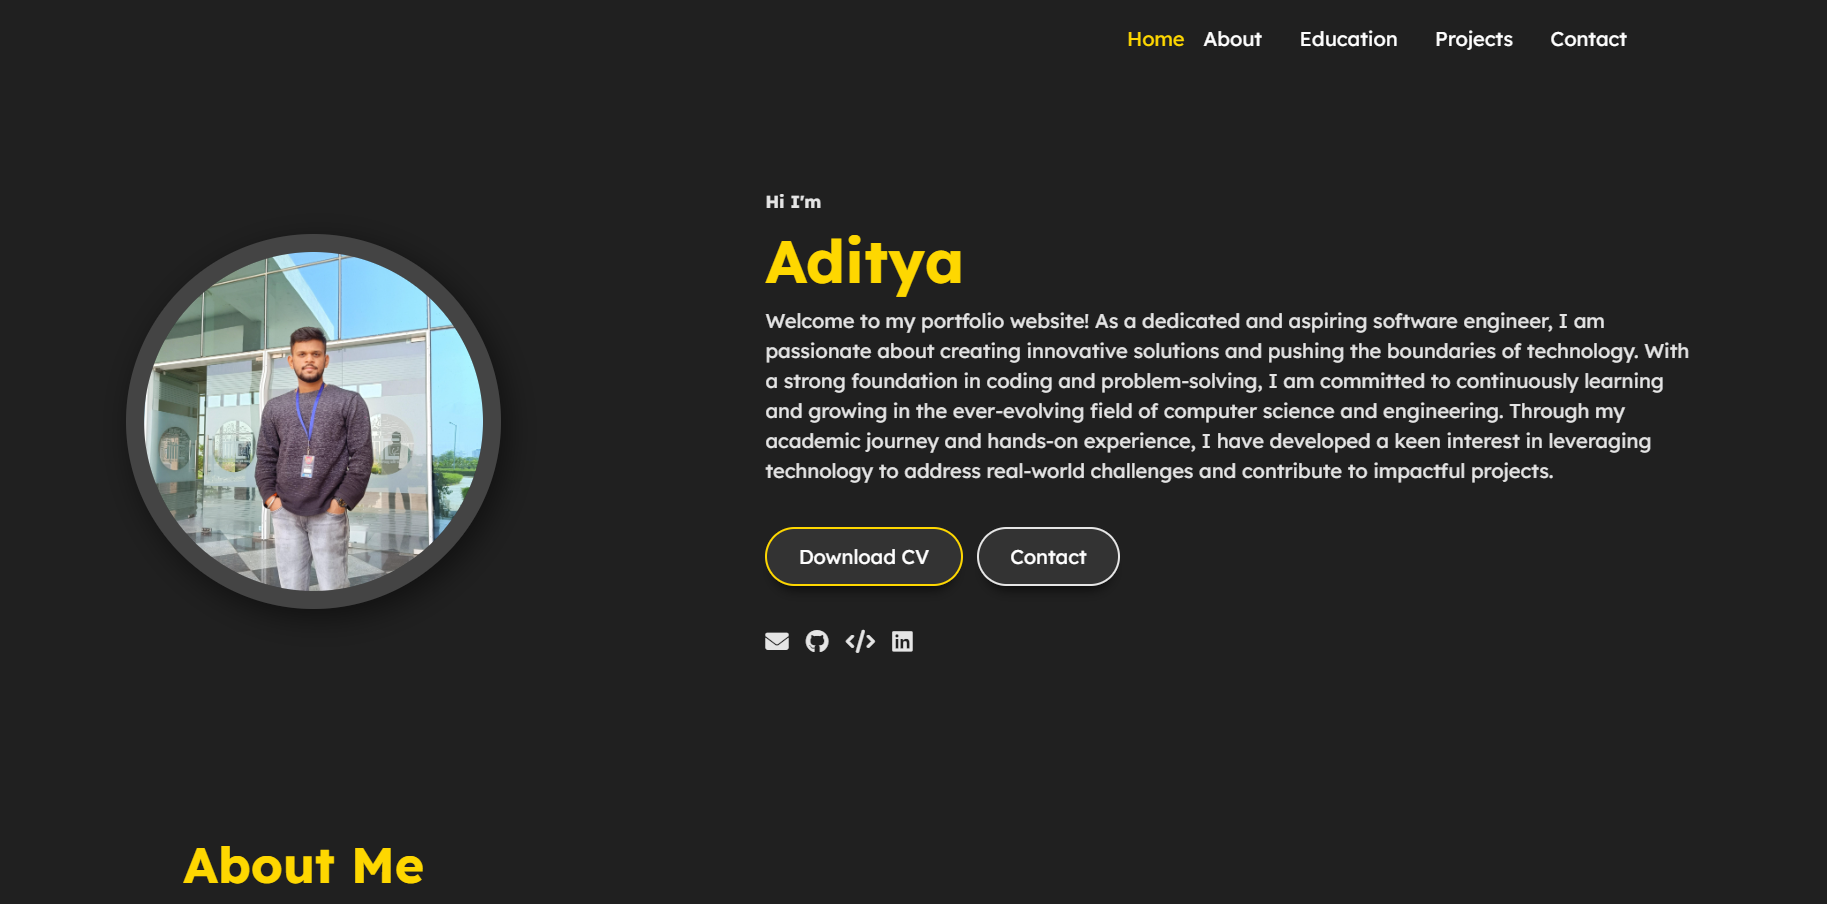 Home About Education Projects Contact
Hi I'm
Aditya
Welcome to my portfolio website! As a dedicated and aspiring software engineer, I am
passionate about creating innovative solutions and pushing the boundaries of technology. With
a strong foundation in coding and problem-solving, I am committed to continuously learning
and growing in the ever-evolving field of computer science and engineering. Through my
academic journey and hands-on experience, I have developed a keen interest in leveraging
technology to address real-world challenges and contribute to impactful projects.
Download CV Contact
About Me